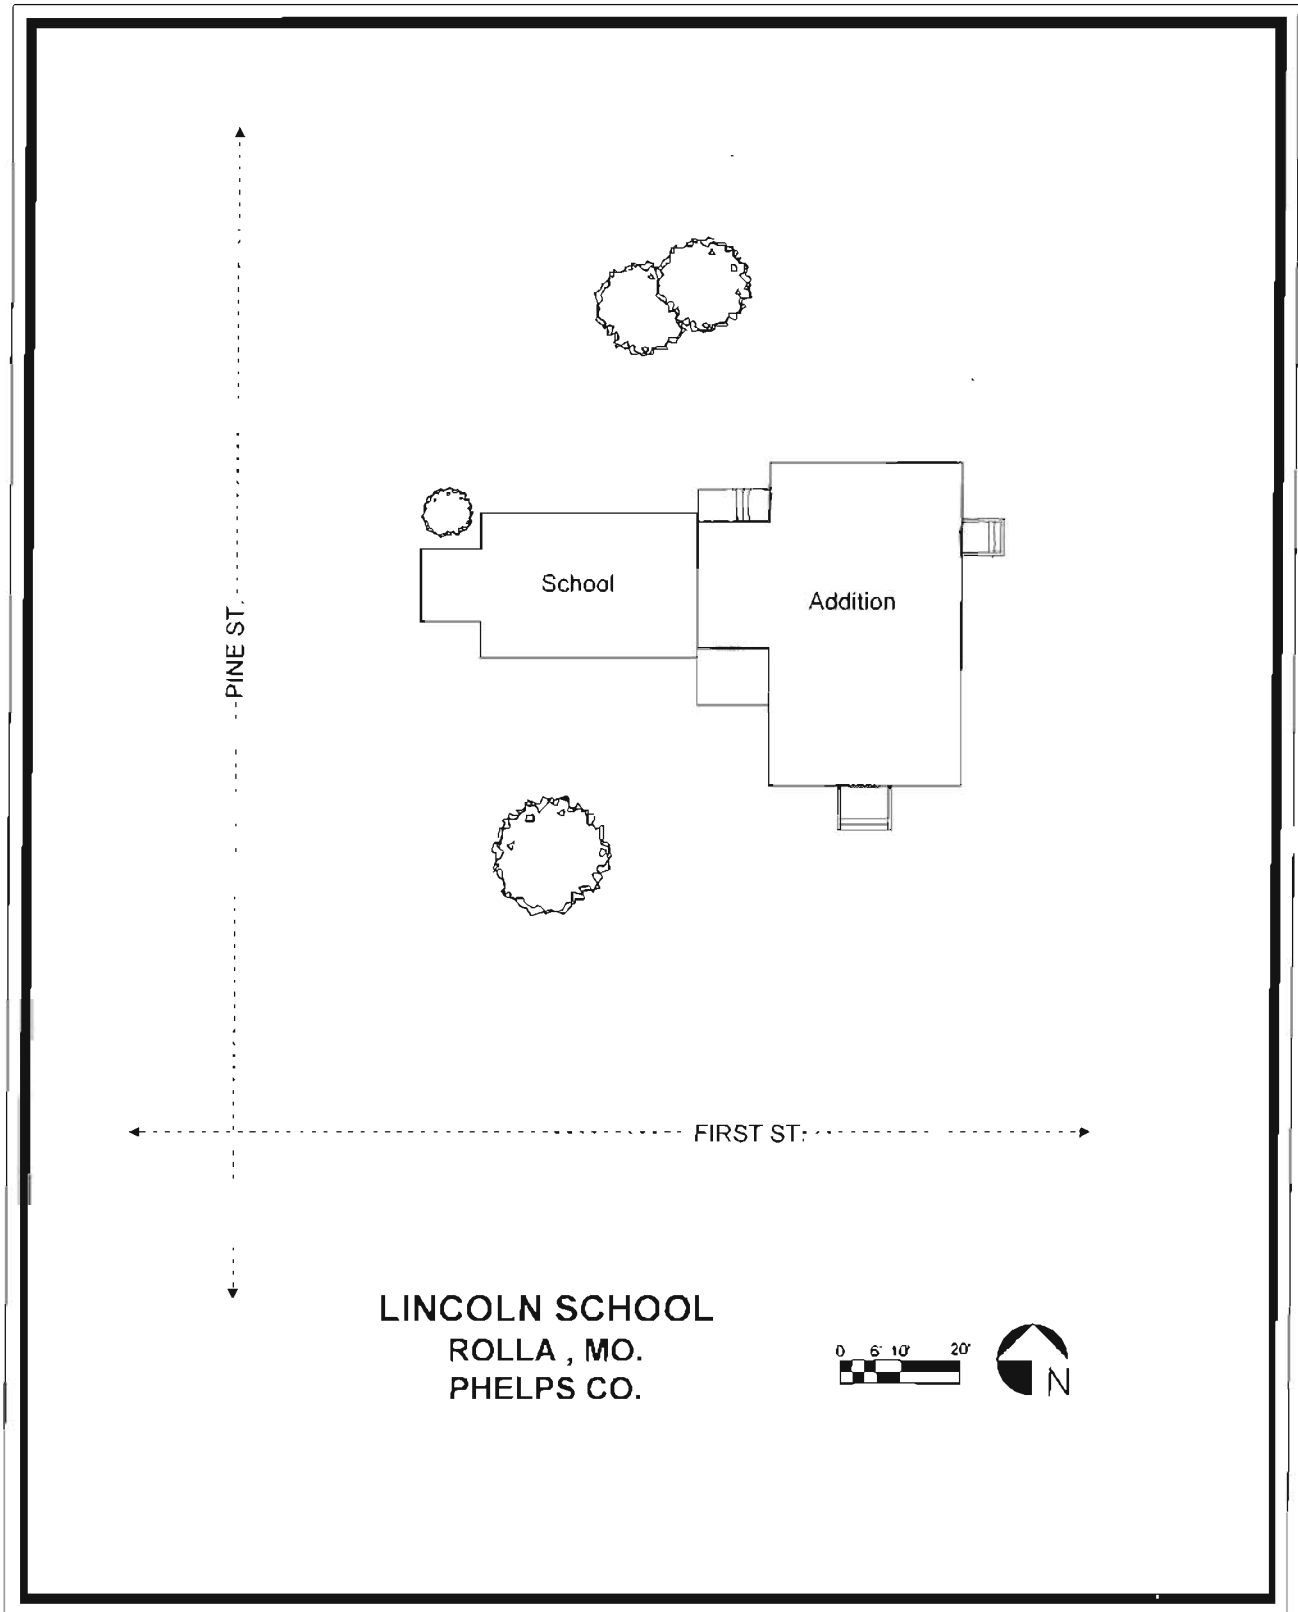 School
Addition
PINE ST.
FIRST ST.
LINCOLN SCHOOL
ROLLA , MO.
PHELPS CO.
0 6' 10' 20'
N